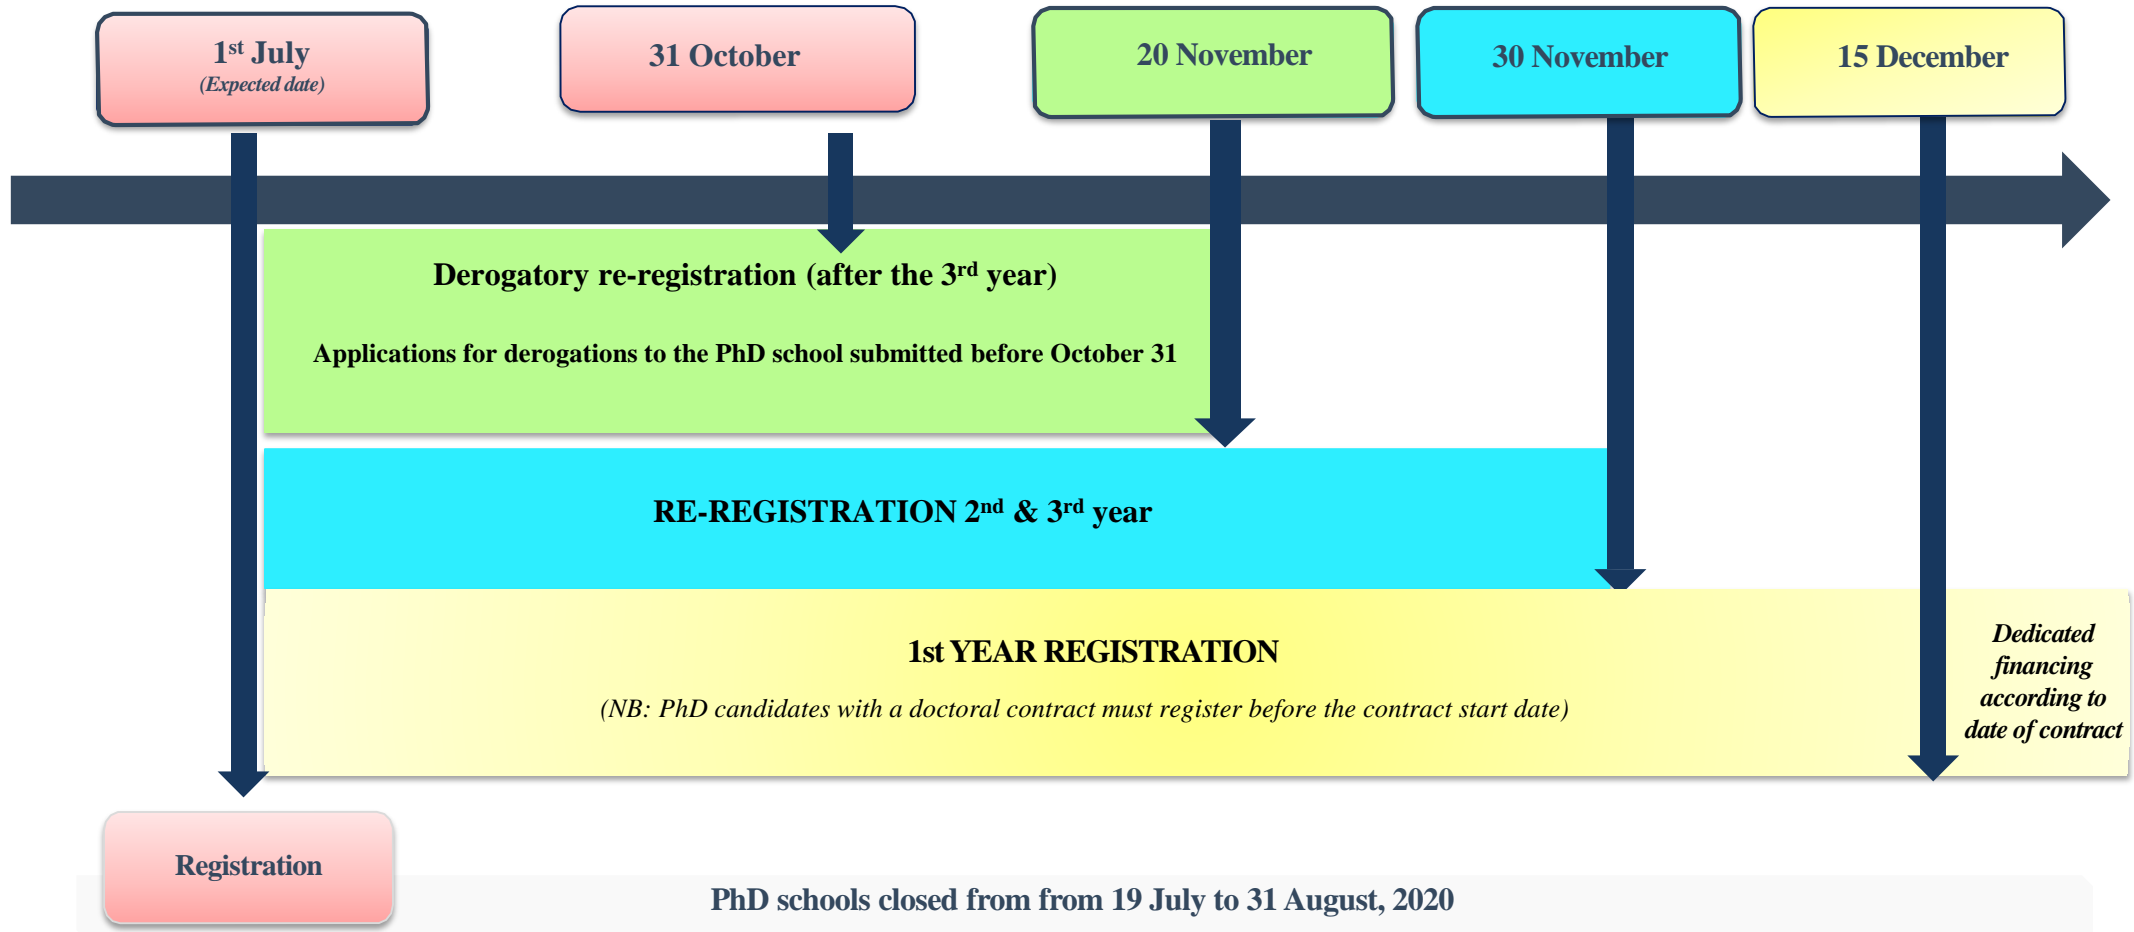 1st July
(Expected date)
31 October
20 November
30 November
15 December
Derogatory re-registration (after the 3rd year)
Applications for derogations to the PhD school submitted before October 31
RE-REGISTRATION 2nd & 3rd year
1st YEAR REGISTRATION
(NB: PhD candidates with a doctoral contract must register before the contract start date)
Dedicated
financing
according to
date of contract
Registration
PhD schools closed from from 19 July to 31 August, 2020